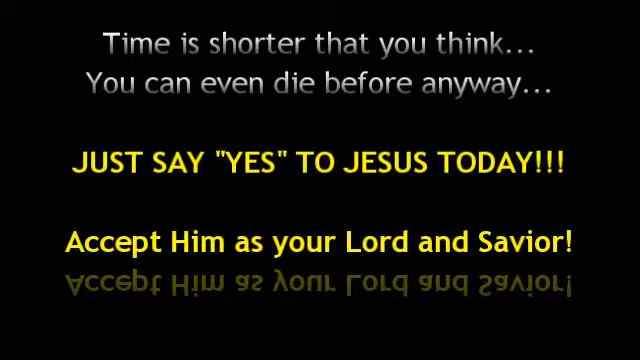 Time is shorter that you think...
You can even die before anyway...
JUST SAY "YES" TO JESUS TODAY!!!
Accept Him as your Lord and Savior!